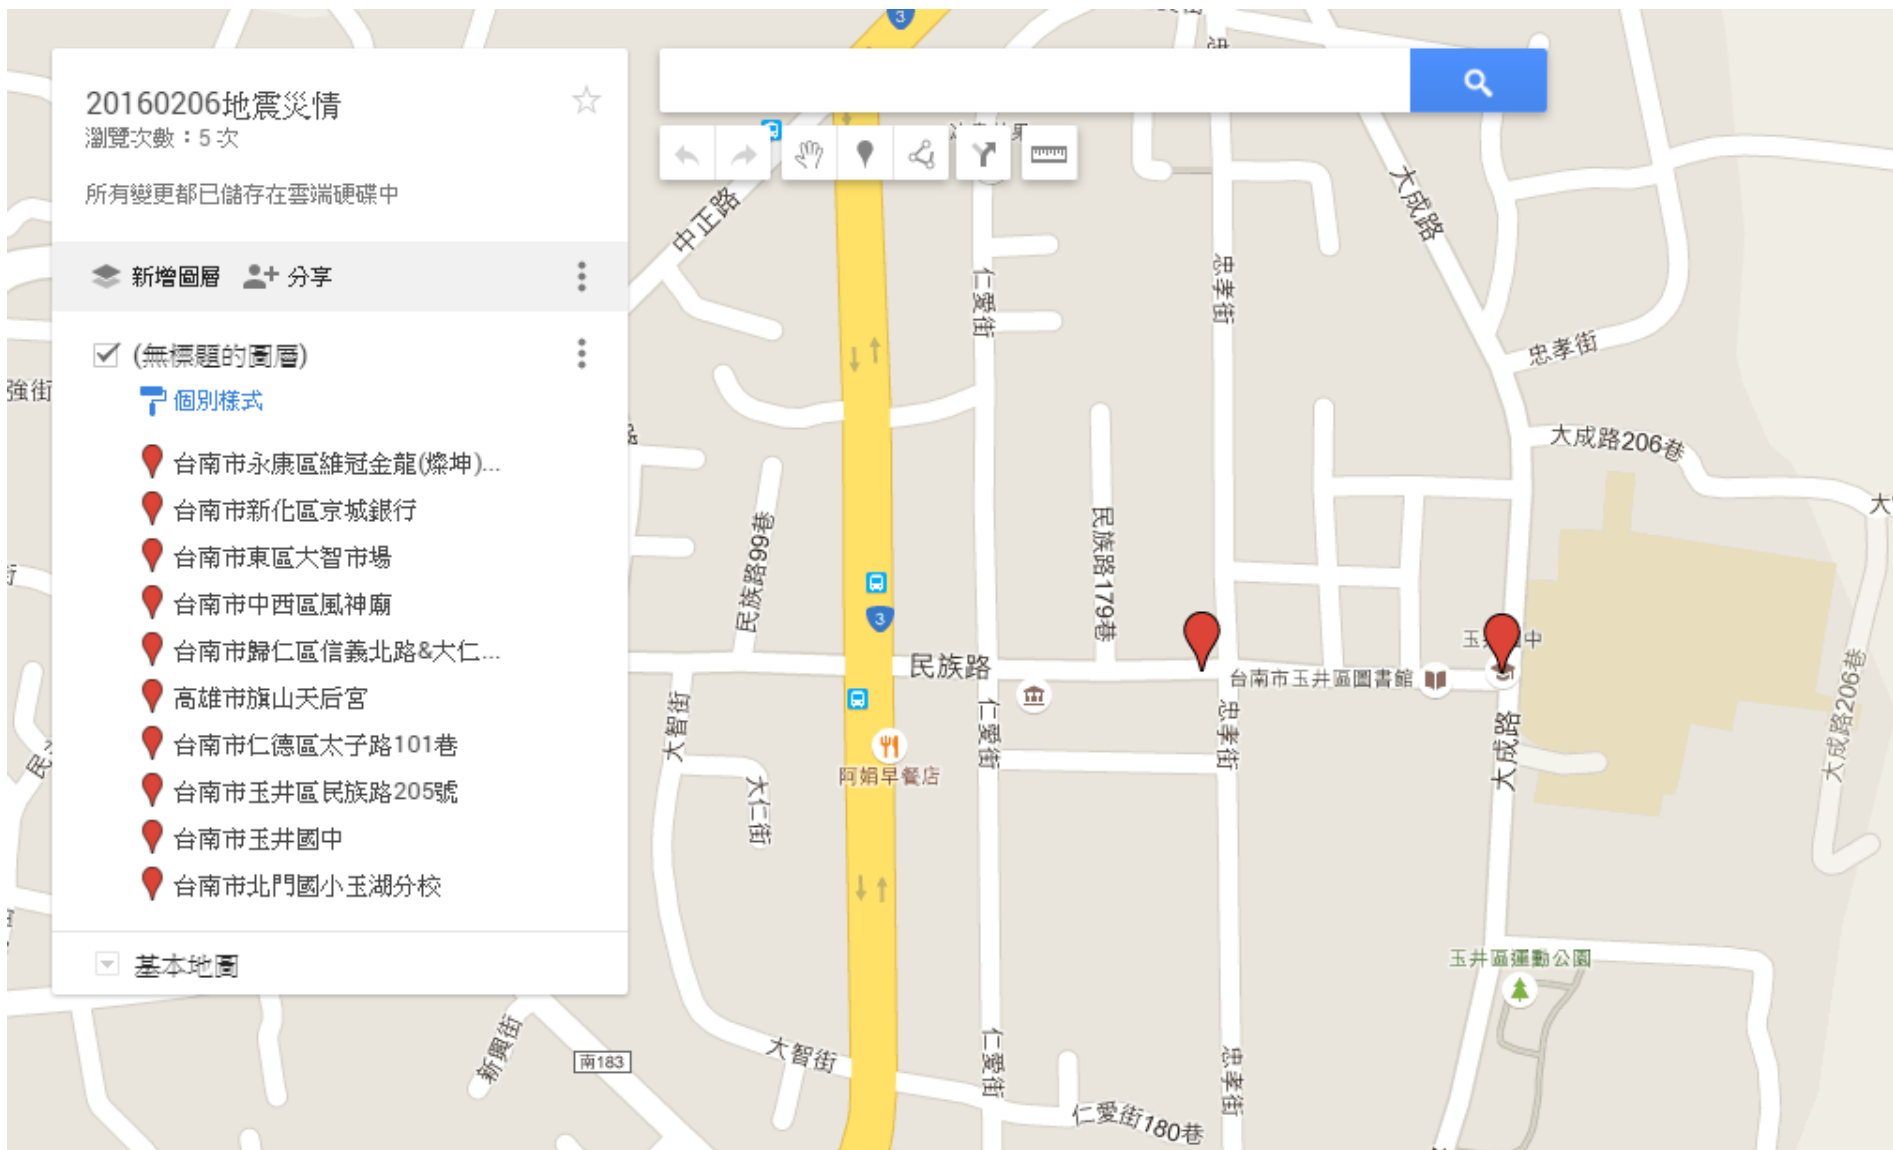 20160206地震災情
瀏覽次數：5 次
所有變更都已儲存在雲端硬碟中
新增圖層 分享
(無標題的圖層)
個別樣式
台南市永康區維冠金龍(燦坤)...
台南市新化區京城銀行
台南市東區大智市場
台南市中西區風神廟
台南市歸仁區信義北路&大仁...
高雄市旗山天后宮
台南市仁德區太子路101巷
台南市玉井區民族路205號
台南市玉井國中
台南市北門國小玉湖分校
基本地圖
3
中正路
大成路
仁愛街
忠孝街
忠孝街
強街
大成路206巷
民族路99巷
民族路179巷
3
民族路
台南市玉井區圖書館
大智街
仁愛街
忠孝街
大成路
大成路206巷
阿娟早餐店
大仁街
玉井區運動公園
新興街
南183
大智街
仁愛街
忠孝街
仁愛街180巷